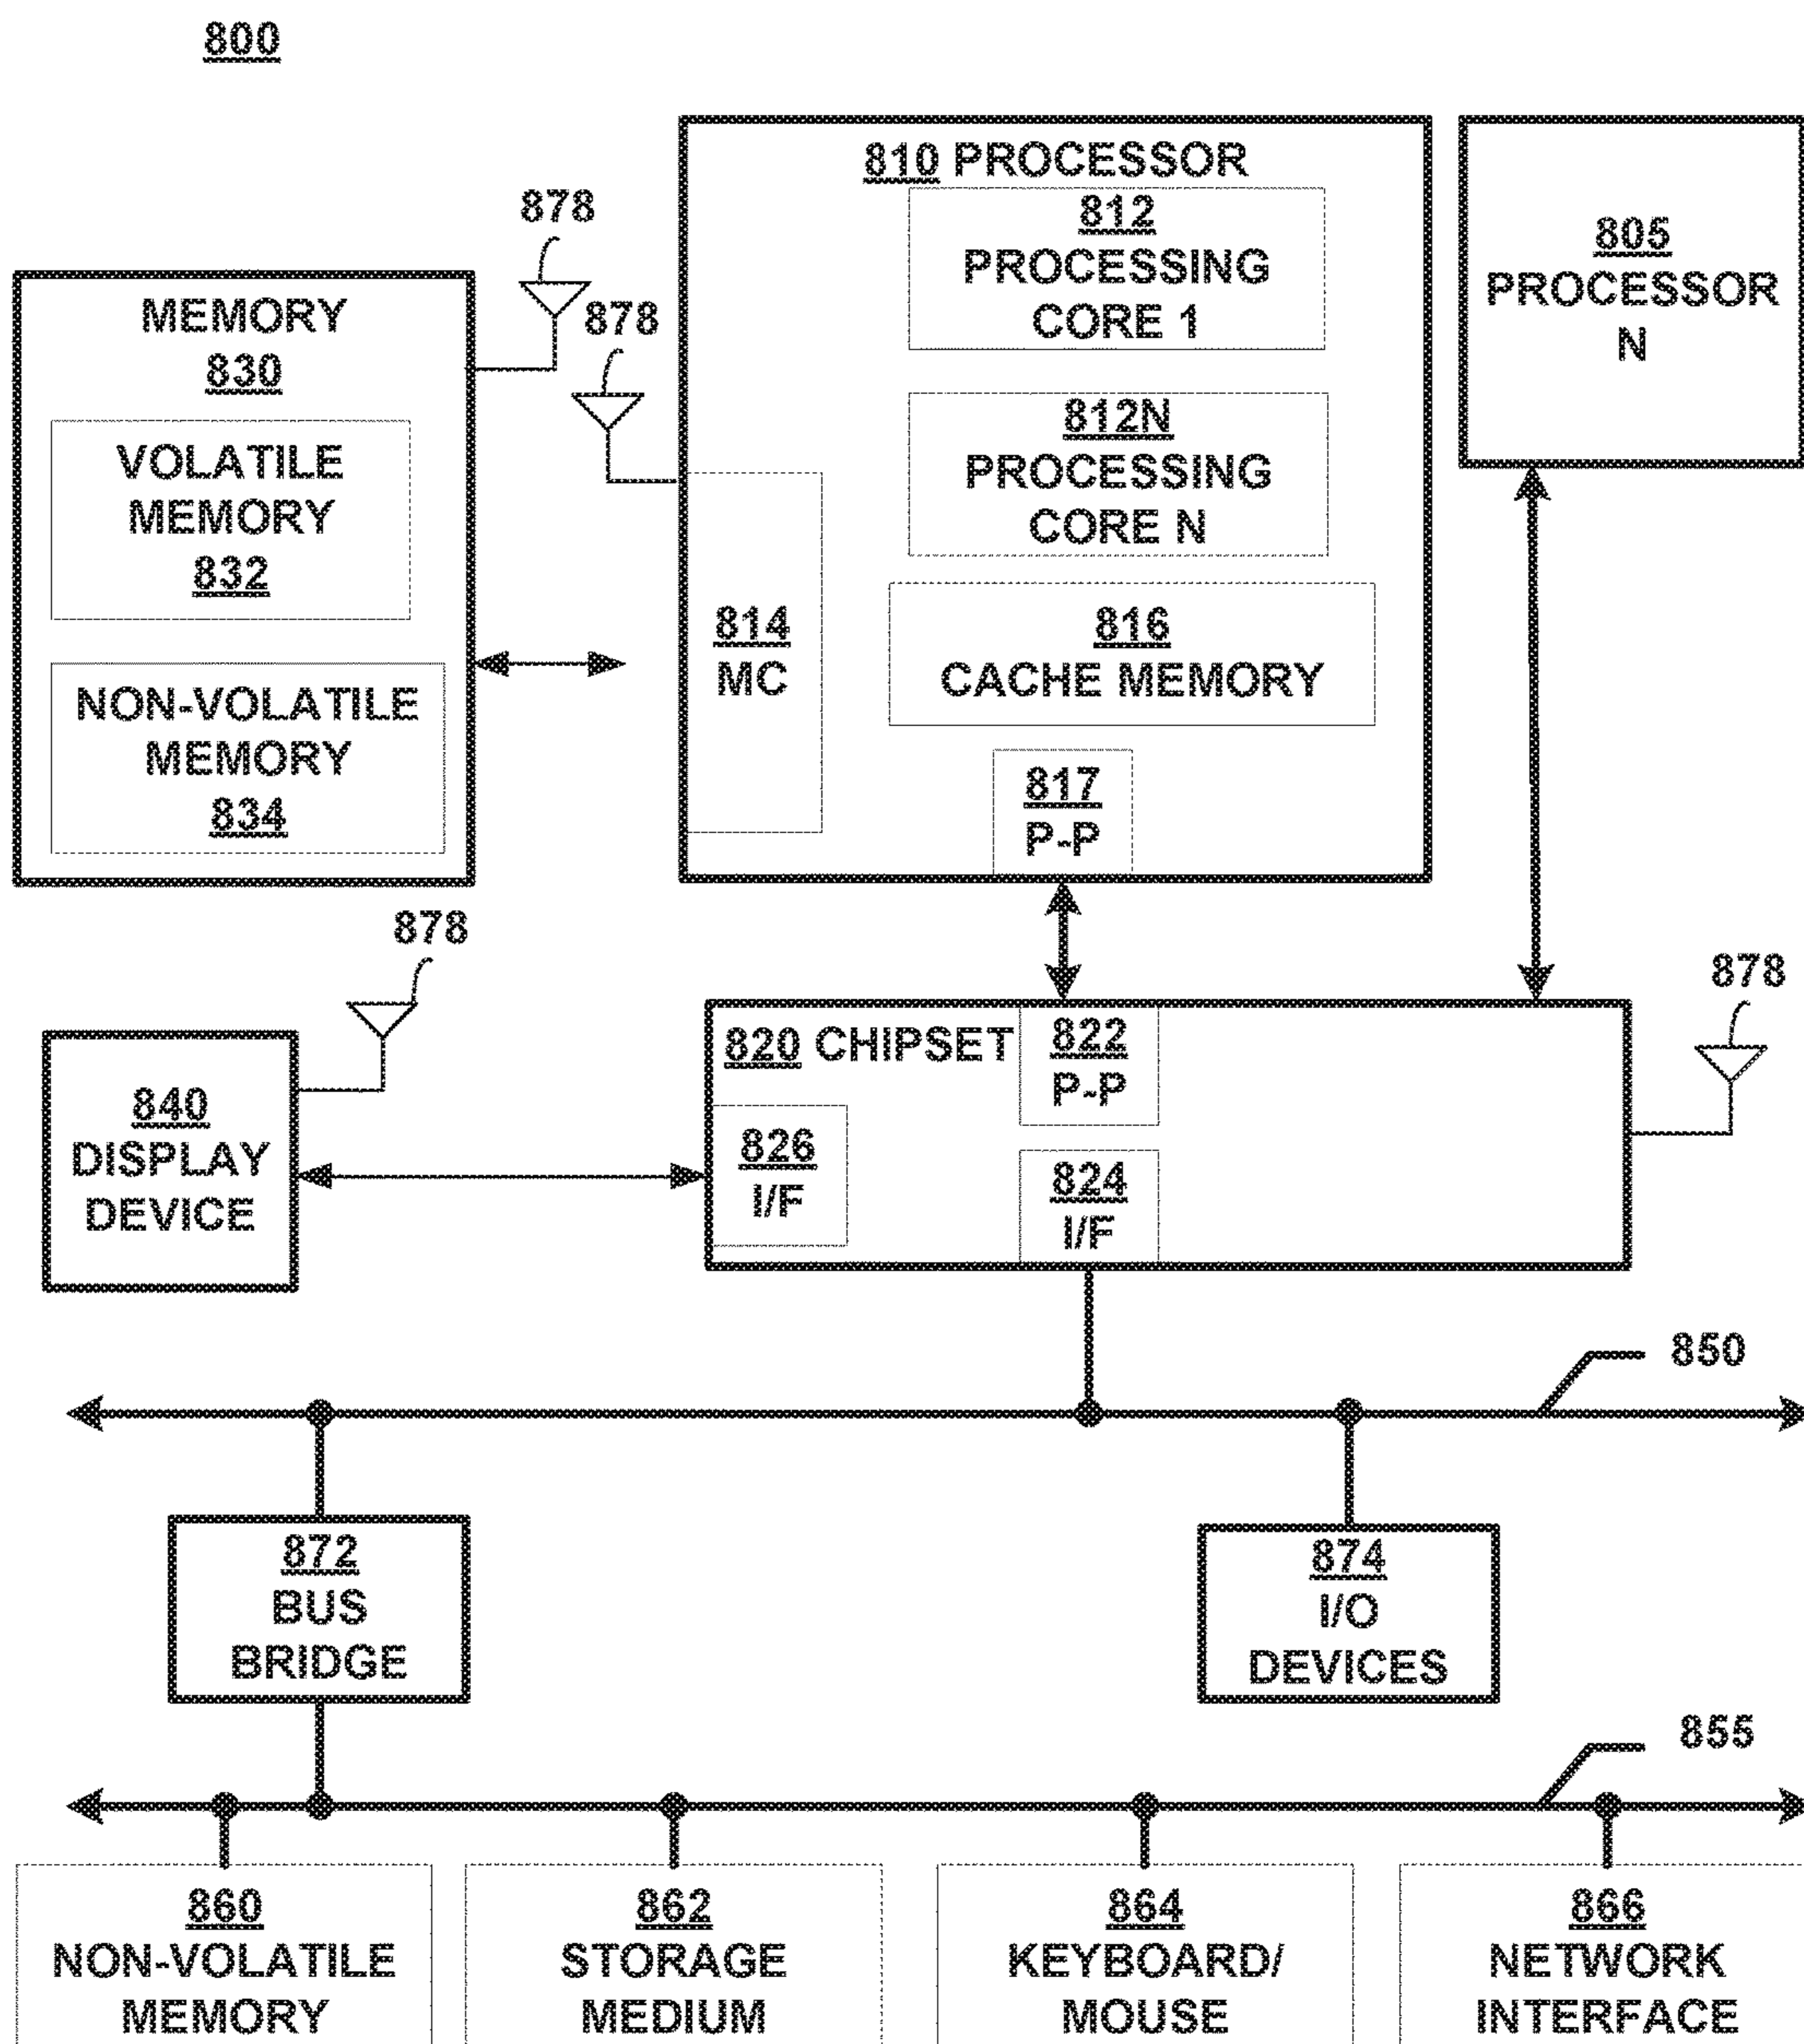 800
810 PROCESSOR
812
PROCESSING
CORE 1
812N
PROCESSING
CORE N
816
CACHE MEMORY
814
MC
817
P-P
805
PROCESSOR
N
878
878
MEMORY
830
VOLATILE
MEMORY
832
NON-VOLATILE
MEMORY
834
878
840
DISPLAY
DEVICE
820 CHIPSET
822
P-P
826
I/F
824
I/F
878
850
872
BUS
BRIDGE
874
I/O
DEVICES
855
860
NON-VOLATILE
MEMORY
862
STORAGE
MEDIUM
864
KEYBOARD/
MOUSE
866
NETWORK
INTERFACE